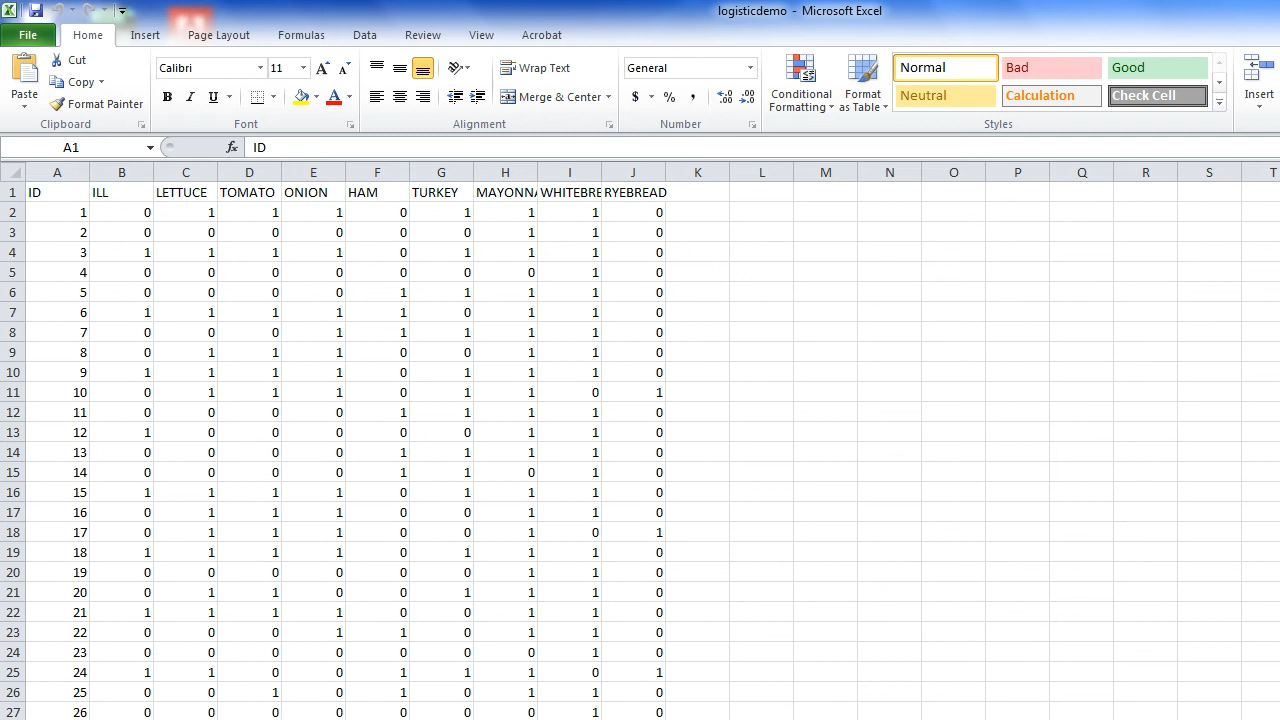 logisticdemo - Microsoft Excel
File Home Insert Page Layout Formulas Data Review View Acrobat
Paste
Cut
Copy
Format Painter
Clipboard
Calibri 11 A A
B I U A
Font
Wrap Text
Merge & Center
Alignment
General
$ % ,
Number
Conditional Formatting
Format as Table
Normal Bad Good
Neutral Calculation Check Cell
Styles
Insert
A1 fx ID
A B C D E F G H I J K L M N O P Q R S T
1 ID ILL LETTUCE TOMATO ONION HAM TURKEY MAYONNA WHITEBRE RYEBREAD
2 1 0 1 1 1 0 1 1 1 0
3 2 0 0 0 0 0 0 1 1 0
4 3 1 1 1 1 0 1 1 1 0
5 4 0 0 0 0 0 0 0 1 0
6 5 0 0 0 0 1 1 1 1 0
7 6 1 1 1 1 1 0 1 1 0
8 7 0 0 0 1 1 1 1 1 0
9 8 0 1 1 1 0 0 1 1 0
10 9 1 1 1 1 0 1 1 1 0
11 10 0 1 1 1 0 1 1 0 1
12 11 0 0 0 0 1 1 1 1 0
13 12 1 0 0 0 0 0 1 1 0
14 13 0 0 0 0 1 1 1 1 0
15 14 0 0 0 0 1 1 0 1 0
16 15 1 1 1 1 0 1 1 1 0
17 16 0 1 1 1 0 0 1 1 0
18 17 0 1 1 1 0 0 1 0 1
19 18 1 1 1 1 0 1 1 1 0
20 19 0 0 0 0 0 0 1 1 0
21 20 0 1 1 0 0 1 1 1 0
22 21 1 1 1 1 0 0 1 1 0
23 22 0 0 0 1 1 0 1 1 0
24 23 0 0 0 0 0 0 0 1 0
25 24 1 1 0 0 1 1 1 0 1
26 25 0 0 1 0 1 0 1 1 0
27 26 0 0 0 0 0 0 0 1 0